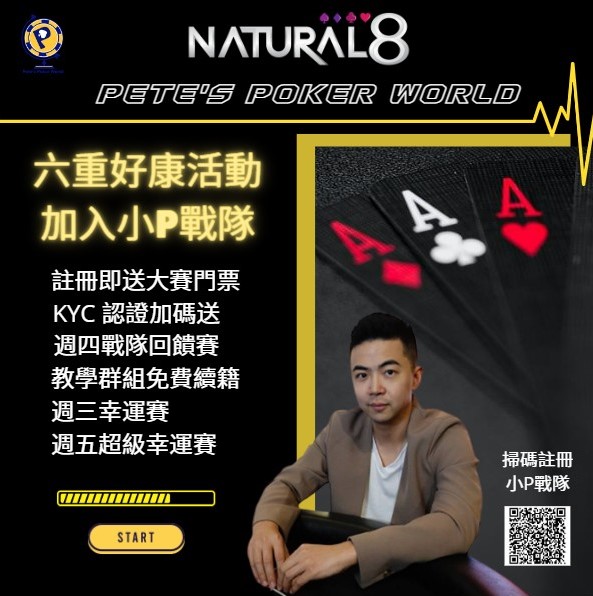 NATURAL8
PETE'S POKER WORLD
六重好康活動
加入小P戰隊
註冊即送大賽門票
KYC 認證加碼送
週四戰隊回饋賽
教學群組免費續籍
週三幸運賽
週五超級幸運賽
START
A
A
A
掃碼註冊
小P戰隊